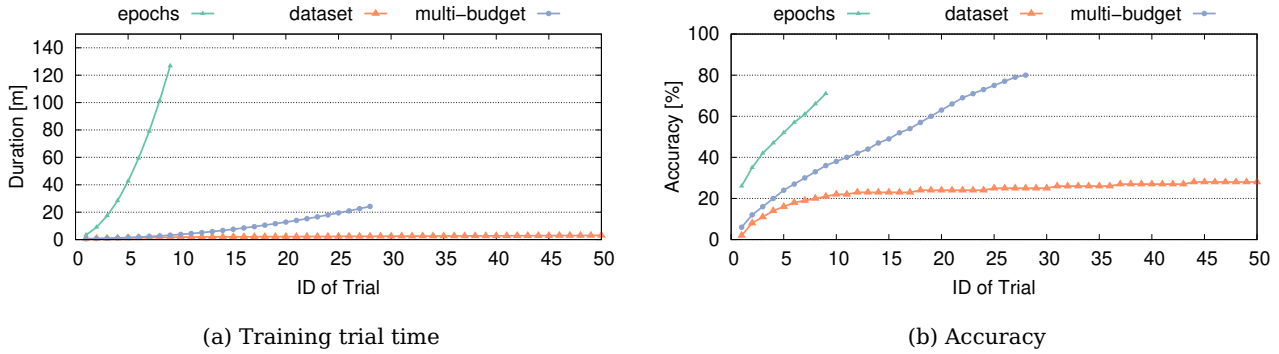 epochs dataset multi-budget
140
120
100
80
60
40
20
0
Duration [m]
0 5 10 15 20 25 30 35 40 45 50
ID of Trial
(a) Training trial time
epochs dataset multi-budget
100
80
60
40
20
0
Accuracy [%]
0 5 10 15 20 25 30 35 40 45 50
ID of Trial
(b) Accuracy